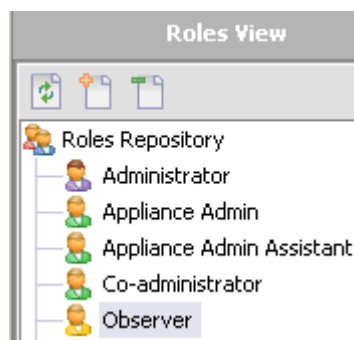 Roles View
Roles Repository
Administrator
Appliance Admin
Appliance Admin Assistant
Co-administrator
Observer